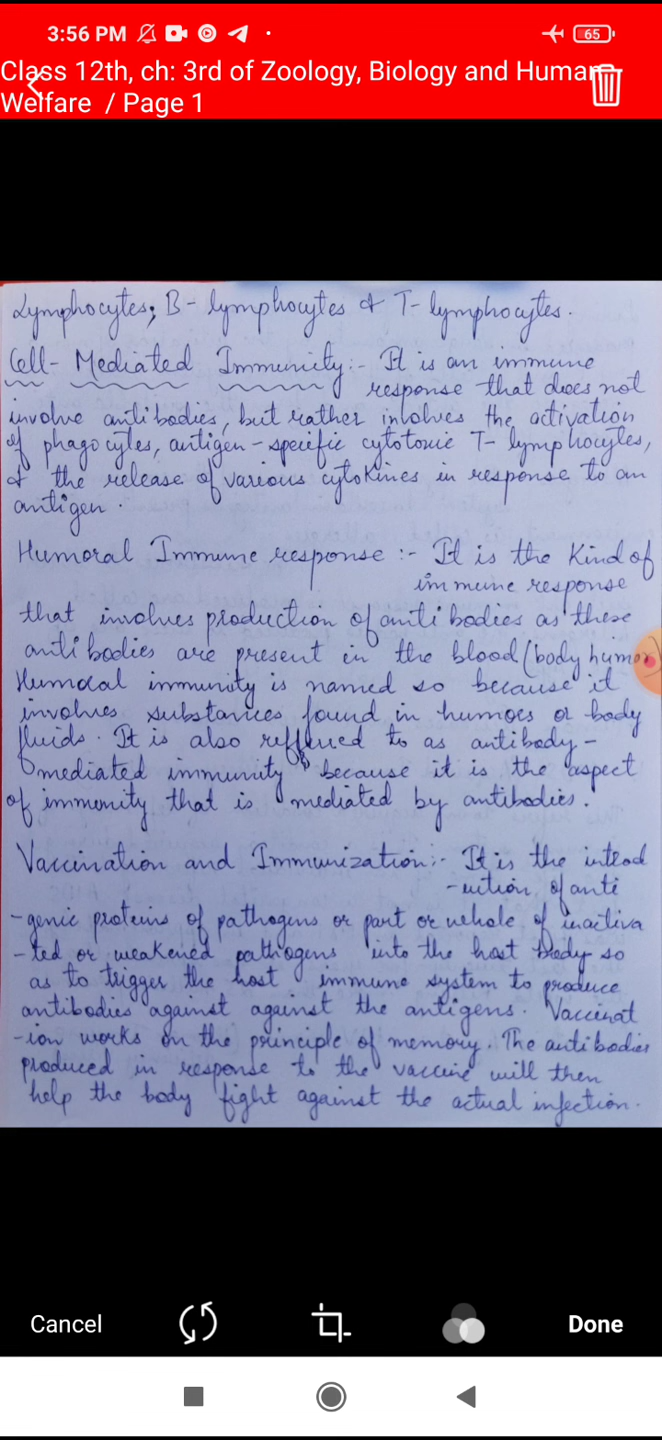 3:56 PM
65
Class 12th, ch: 3rd of Zoology, Biology and Human
Welfare / Page 1
Lymphocytes; B-lymphocytes & T-lymphocytes.
Cell-Mediated Immunity:- It is an immune
response that does not
involve antibodies, but rather involves the activation
of phagocytes, antigen-specific cytotoxic T-lymphocytes,
& the release of various cytokines in response to an
antigen.
Humoral Immune response :- It is the kind of
immune response
that involves production of antibodies as these
antibodies are present in the blood (body humor)
Humoral immunity is named so because it
involves substances found in humors or body
fluids. It is also reffered to as antibody-
mediated immunity because it is the aspect
of immunity that is mediated by antibodies.
Vaccination and Immunization:- It is the introd
-uction of anti
-genic proteins of pathogens or part or whole of inactiva
-ted or weakened pathogens into the host body so
as to trigger the host immune system to produce
antibodies against against the antigens. Vaccinat
-ion works on the principle of memory. The antibodies
produced in response to the vaccine will then
help the body fight against the actual infection.
Cancel
Done